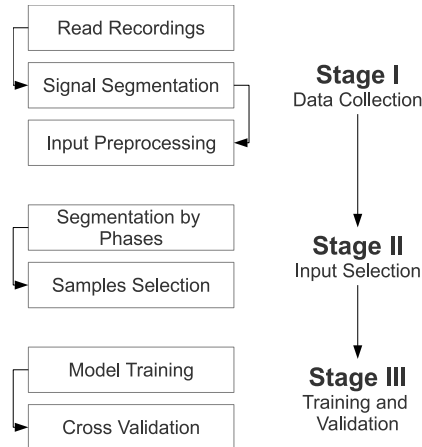 Read Recordings
Signal Segmentation
Input Preprocessing
Stage I
Data Collection
Segmentation by
Phases
Samples Selection
Stage II
Input Selection
Model Training
Cross Validation
Stage III
Training and
Validation